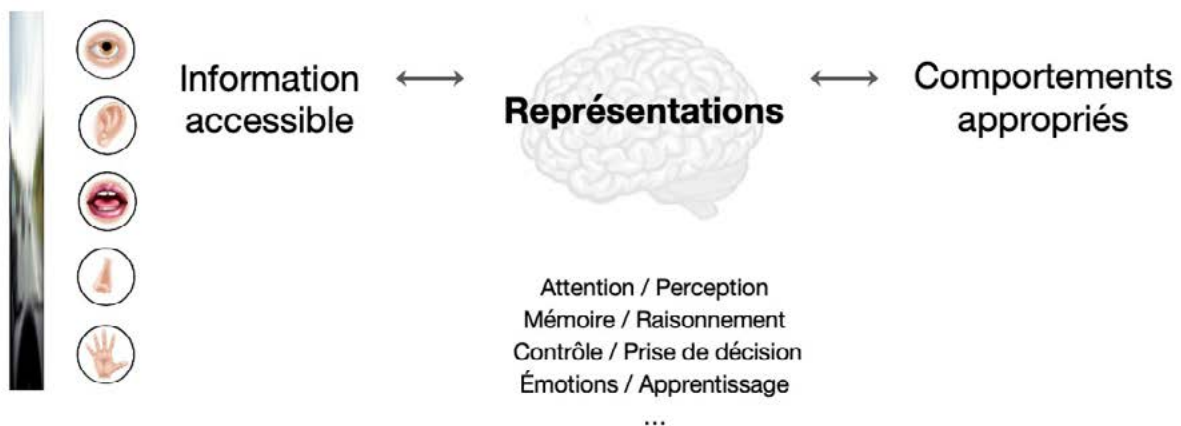 Information
accessible
Représentations
Comportements
appropriés
Attention / Perception
Mémoire / Raisonnement
Contrôle / Prise de décision
Émotions / Apprentissage
...